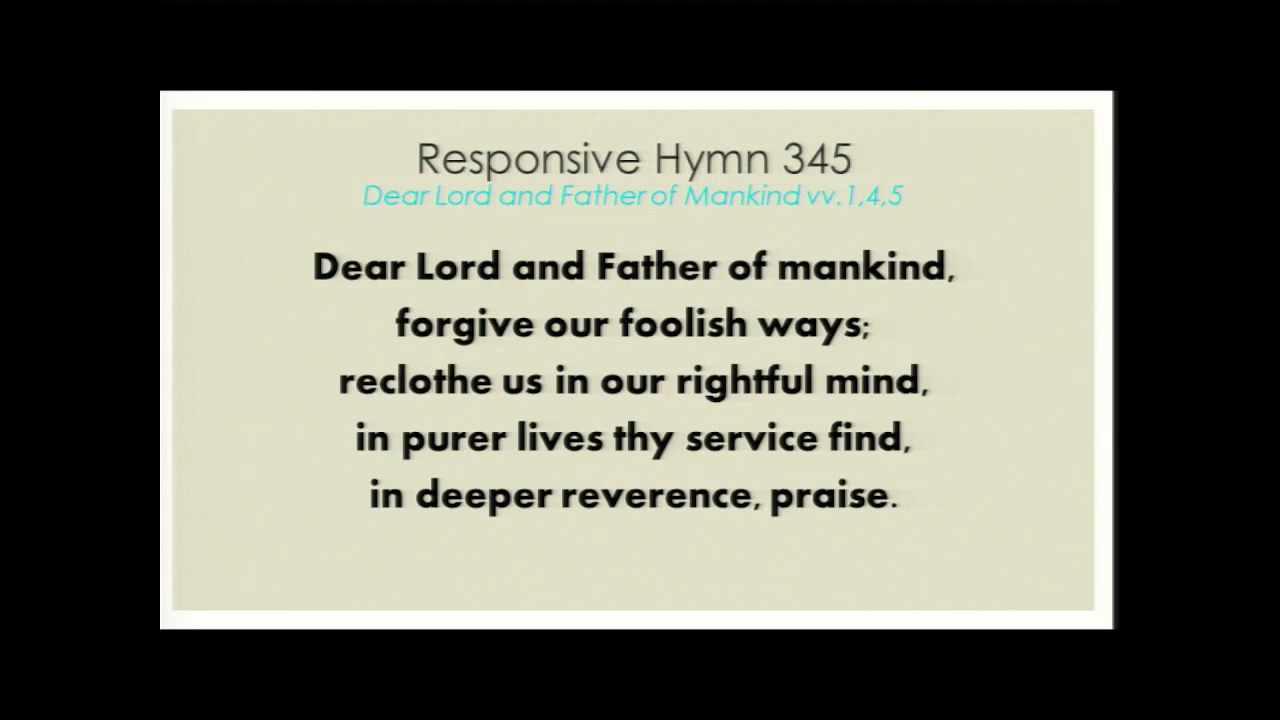 Responsive Hymn 345
Dear Lord and Father of Mankind vv.1,4,5
Dear Lord and Father of mankind,
forgive our foolish ways;
reclothe us in our rightful mind,
in purer lives thy service find,
in deeper reverence, praise.